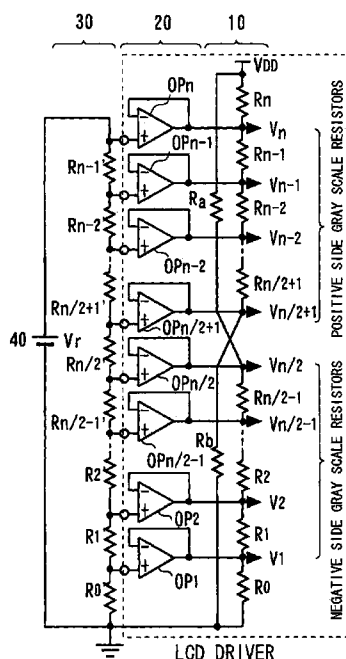 30 20 10
VDD
OPn Rn Vn
Rn-1' OPn-1 Rn-1 Vn-1
Rn-2' Ra Rn-2
OPn-2 Vn-2
Rn/2+1' Rn/2+1
OPn/2+1 Vn/2+1
40 Vr Rn/2' OPn/2 Vn/2
Rn/2-1' Rn/2-1 Vn/2-1
OPn/2-1
R2 Rb R2
OP2 V2
R1 R1
OP1 V1
R0 R0
LCD DRIVER
POSITIVE SIDE GRAY SCALE RESISTORS
NEGATIVE SIDE GRAY SCALE RESISTORS